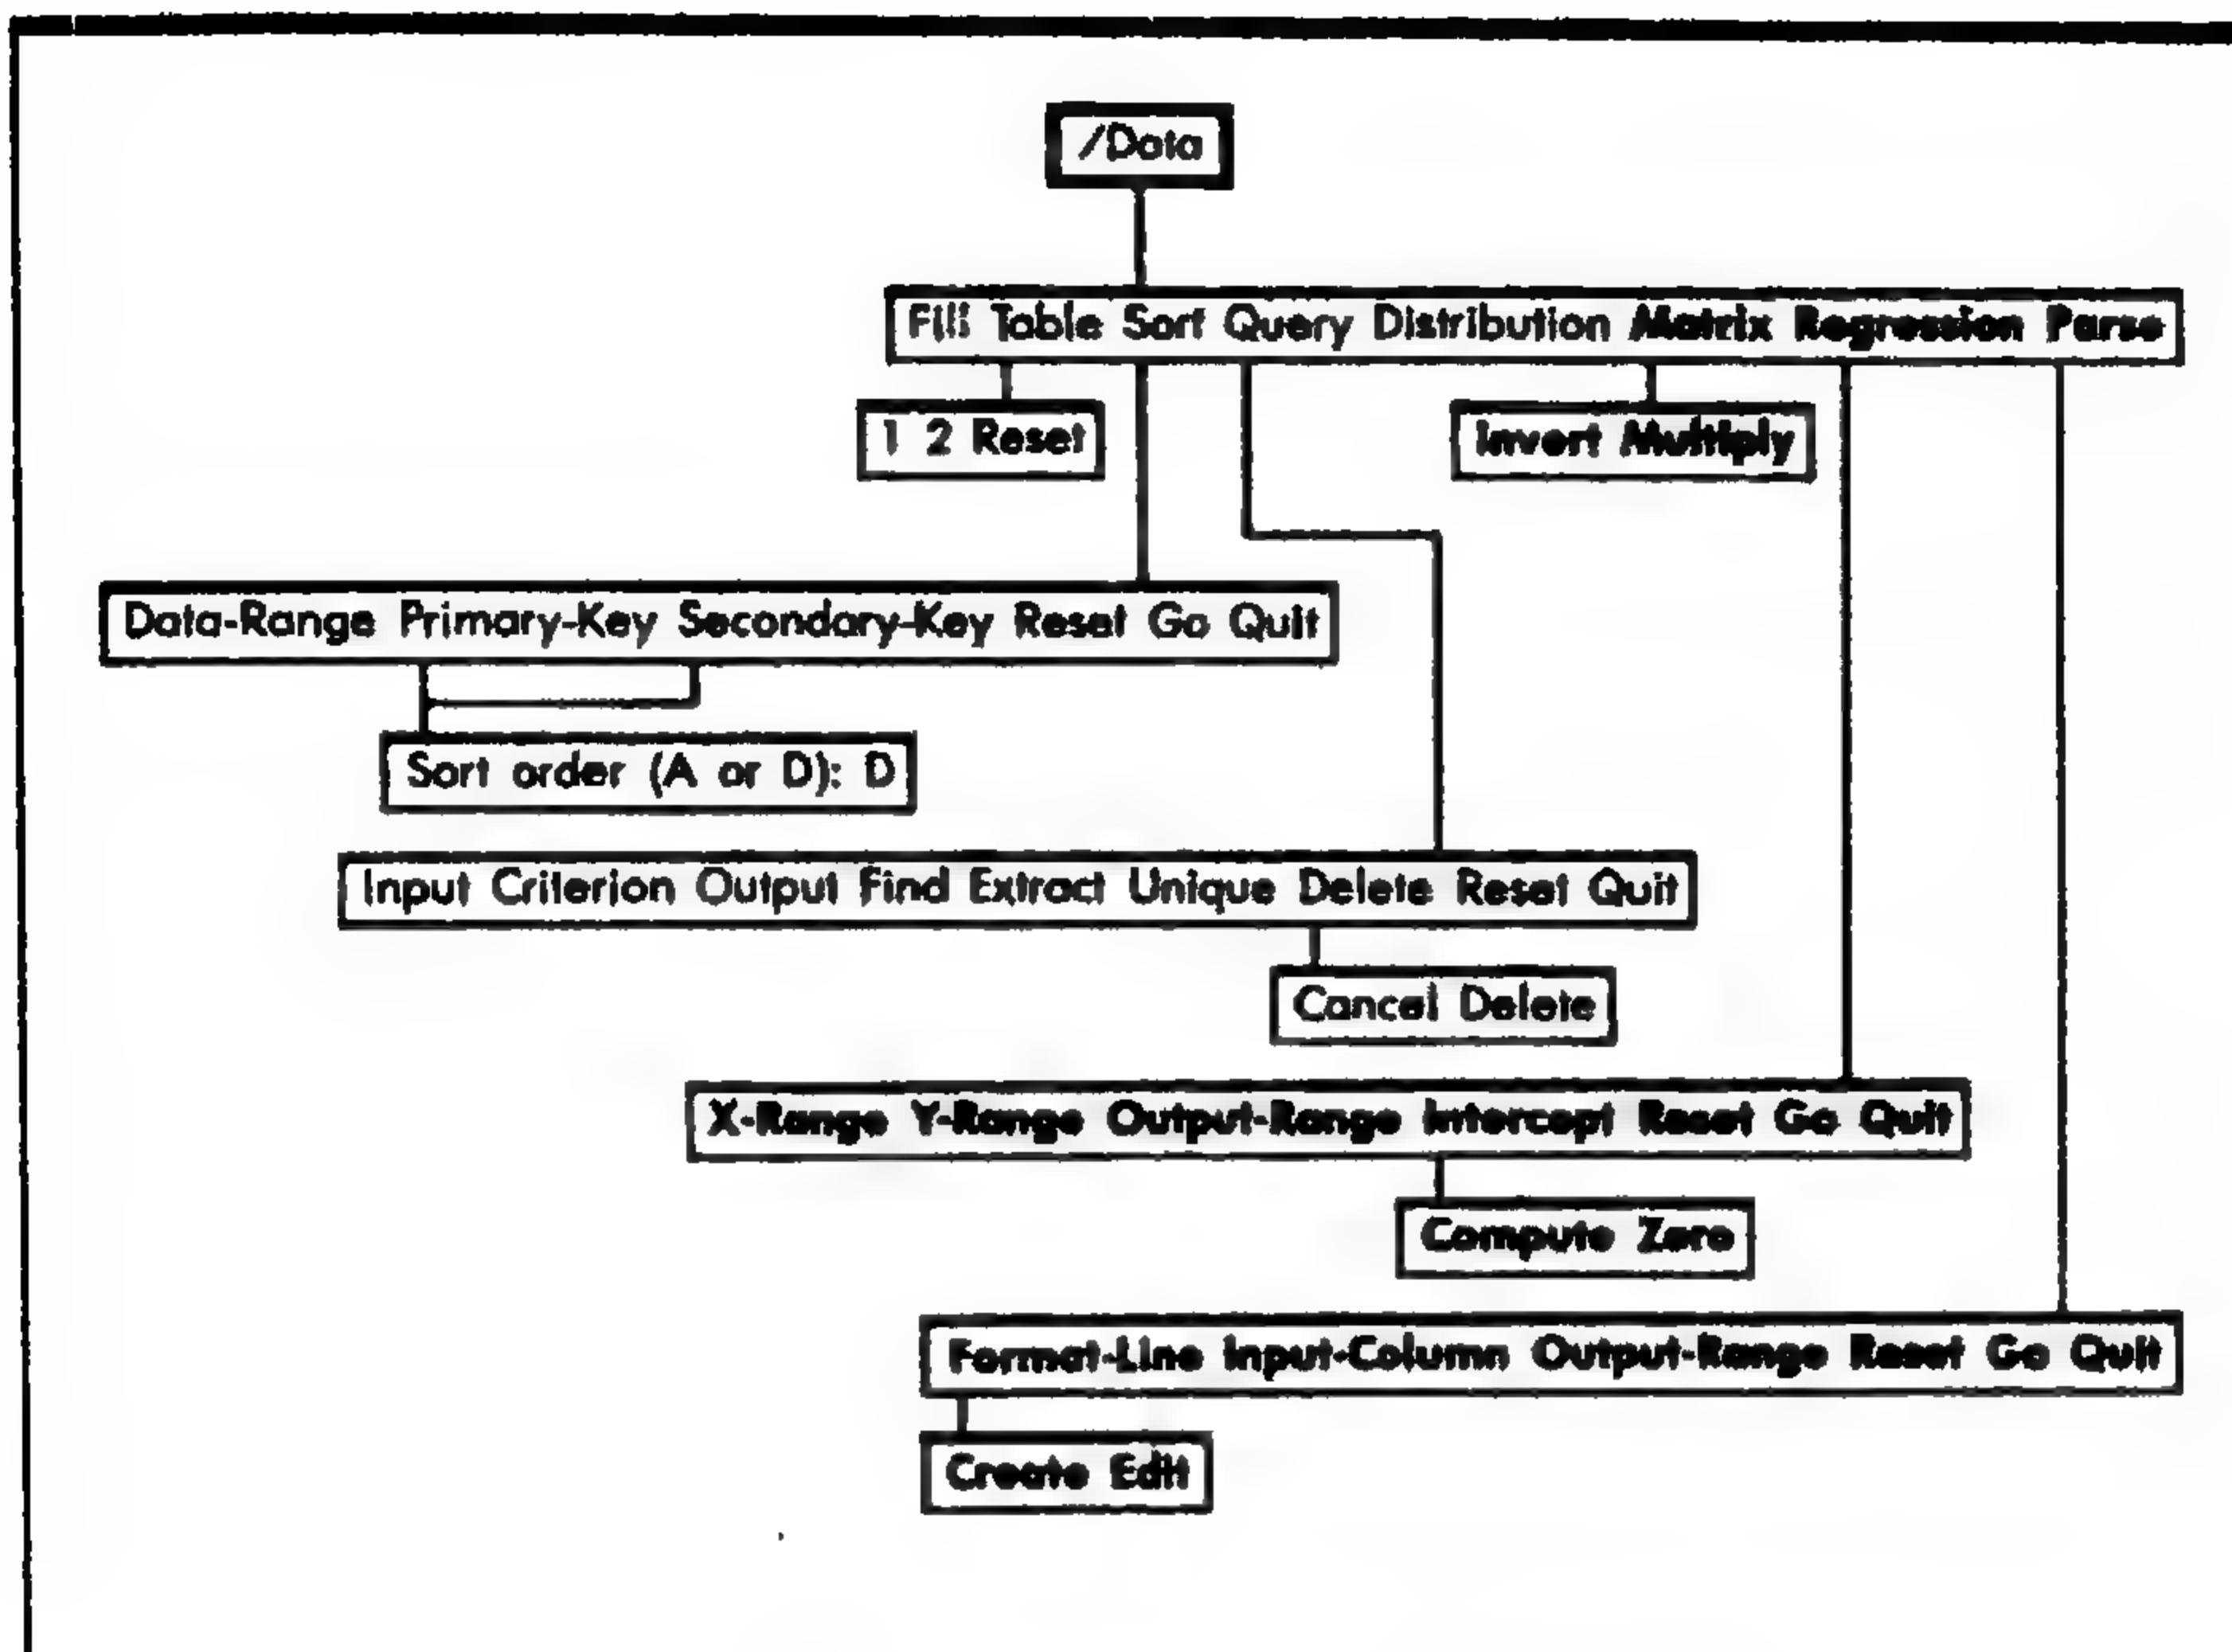 /Data
Fill Table Sort Query Distribution Matrix Regression Parse
1 2 Reset
Invert Multiply
Data-Range Primary-Key Secondary-Key Reset Go Quit
Sort order (A or D): D
Input Criterion Output Find Extract Unique Delete Reset Quit
Cancel Delete
X-Range Y-Range Output-Range Intercept Reset Go Quit
Compute Zero
Format-Line Input-Column Output-Range Reset Go Quit
Create Edit